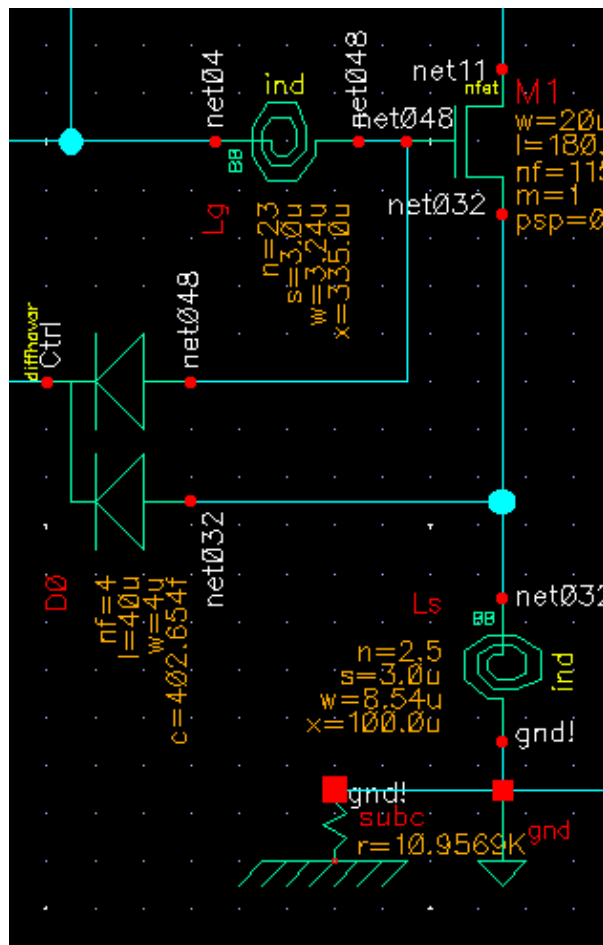 net04
ind
net048
net048
BB
Lg
n=23
s=3.0u
w=3.24u
x=335.0u
net11
nfet
M1
w=20u
l=180.
nf=115
m=1
psp=0
net032
diffhavar
Ctrl
net048
net032
D0
nf=4
l=40u
w=4u
c=402.654f
Ls
net032
BB
n=2.5
s=3.0u
w=8.54u
x=100.0u
ind
gnd!
gnd!
subc
r=10.9569K
gnd